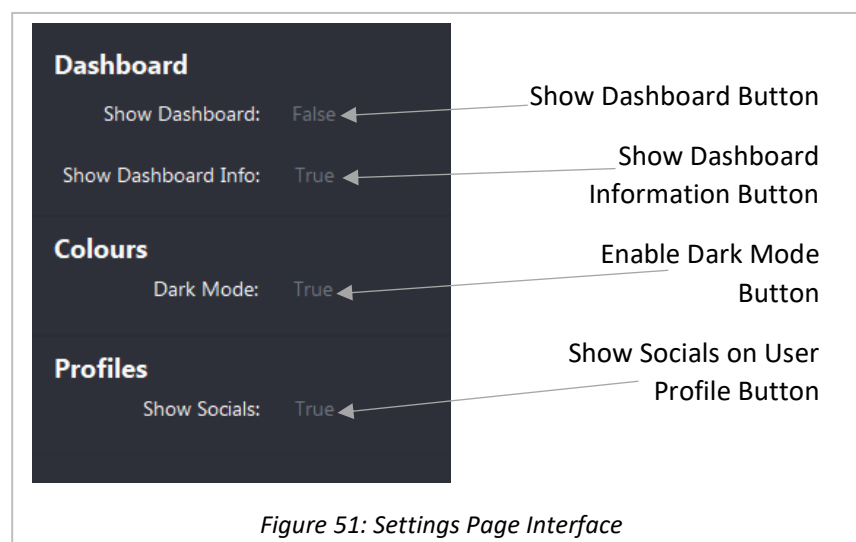 Dashboard
Show Dashboard: False
Show Dashboard Info: True
Colours
Dark Mode: True
Profiles
Show Socials: True
Show Dashboard Button
Show Dashboard
Information Button
Enable Dark Mode
Button
Show Socials on User
Profile Button
Figure 51: Settings Page Interface